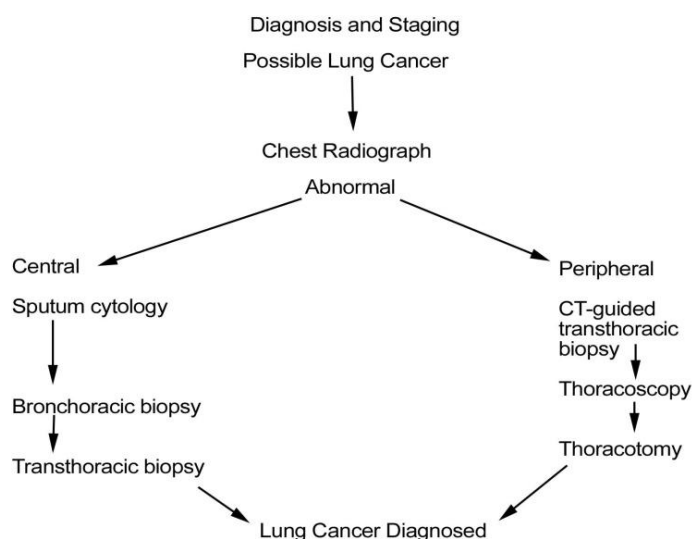 Diagnosis and Staging
Possible Lung Cancer
Chest Radiograph
Abnormal
Central
Sputum cytology
Bronchoracic biopsy
Transthoracic biopsy
Peripheral
CT-guided
transthoracic
biopsy
Thoracoscopy
Thoracotomy
Lung Cancer Diagnosed